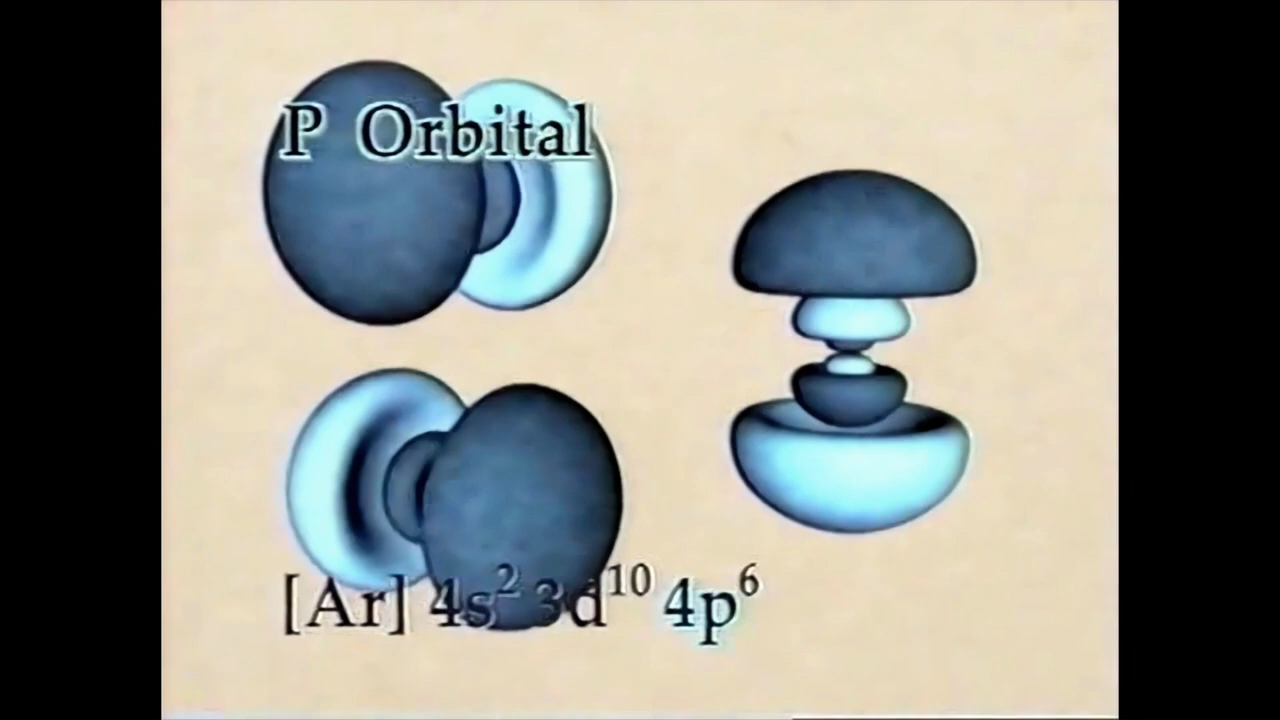 P Orbital
[Ar] 4s² 3d¹⁰ 4p⁶